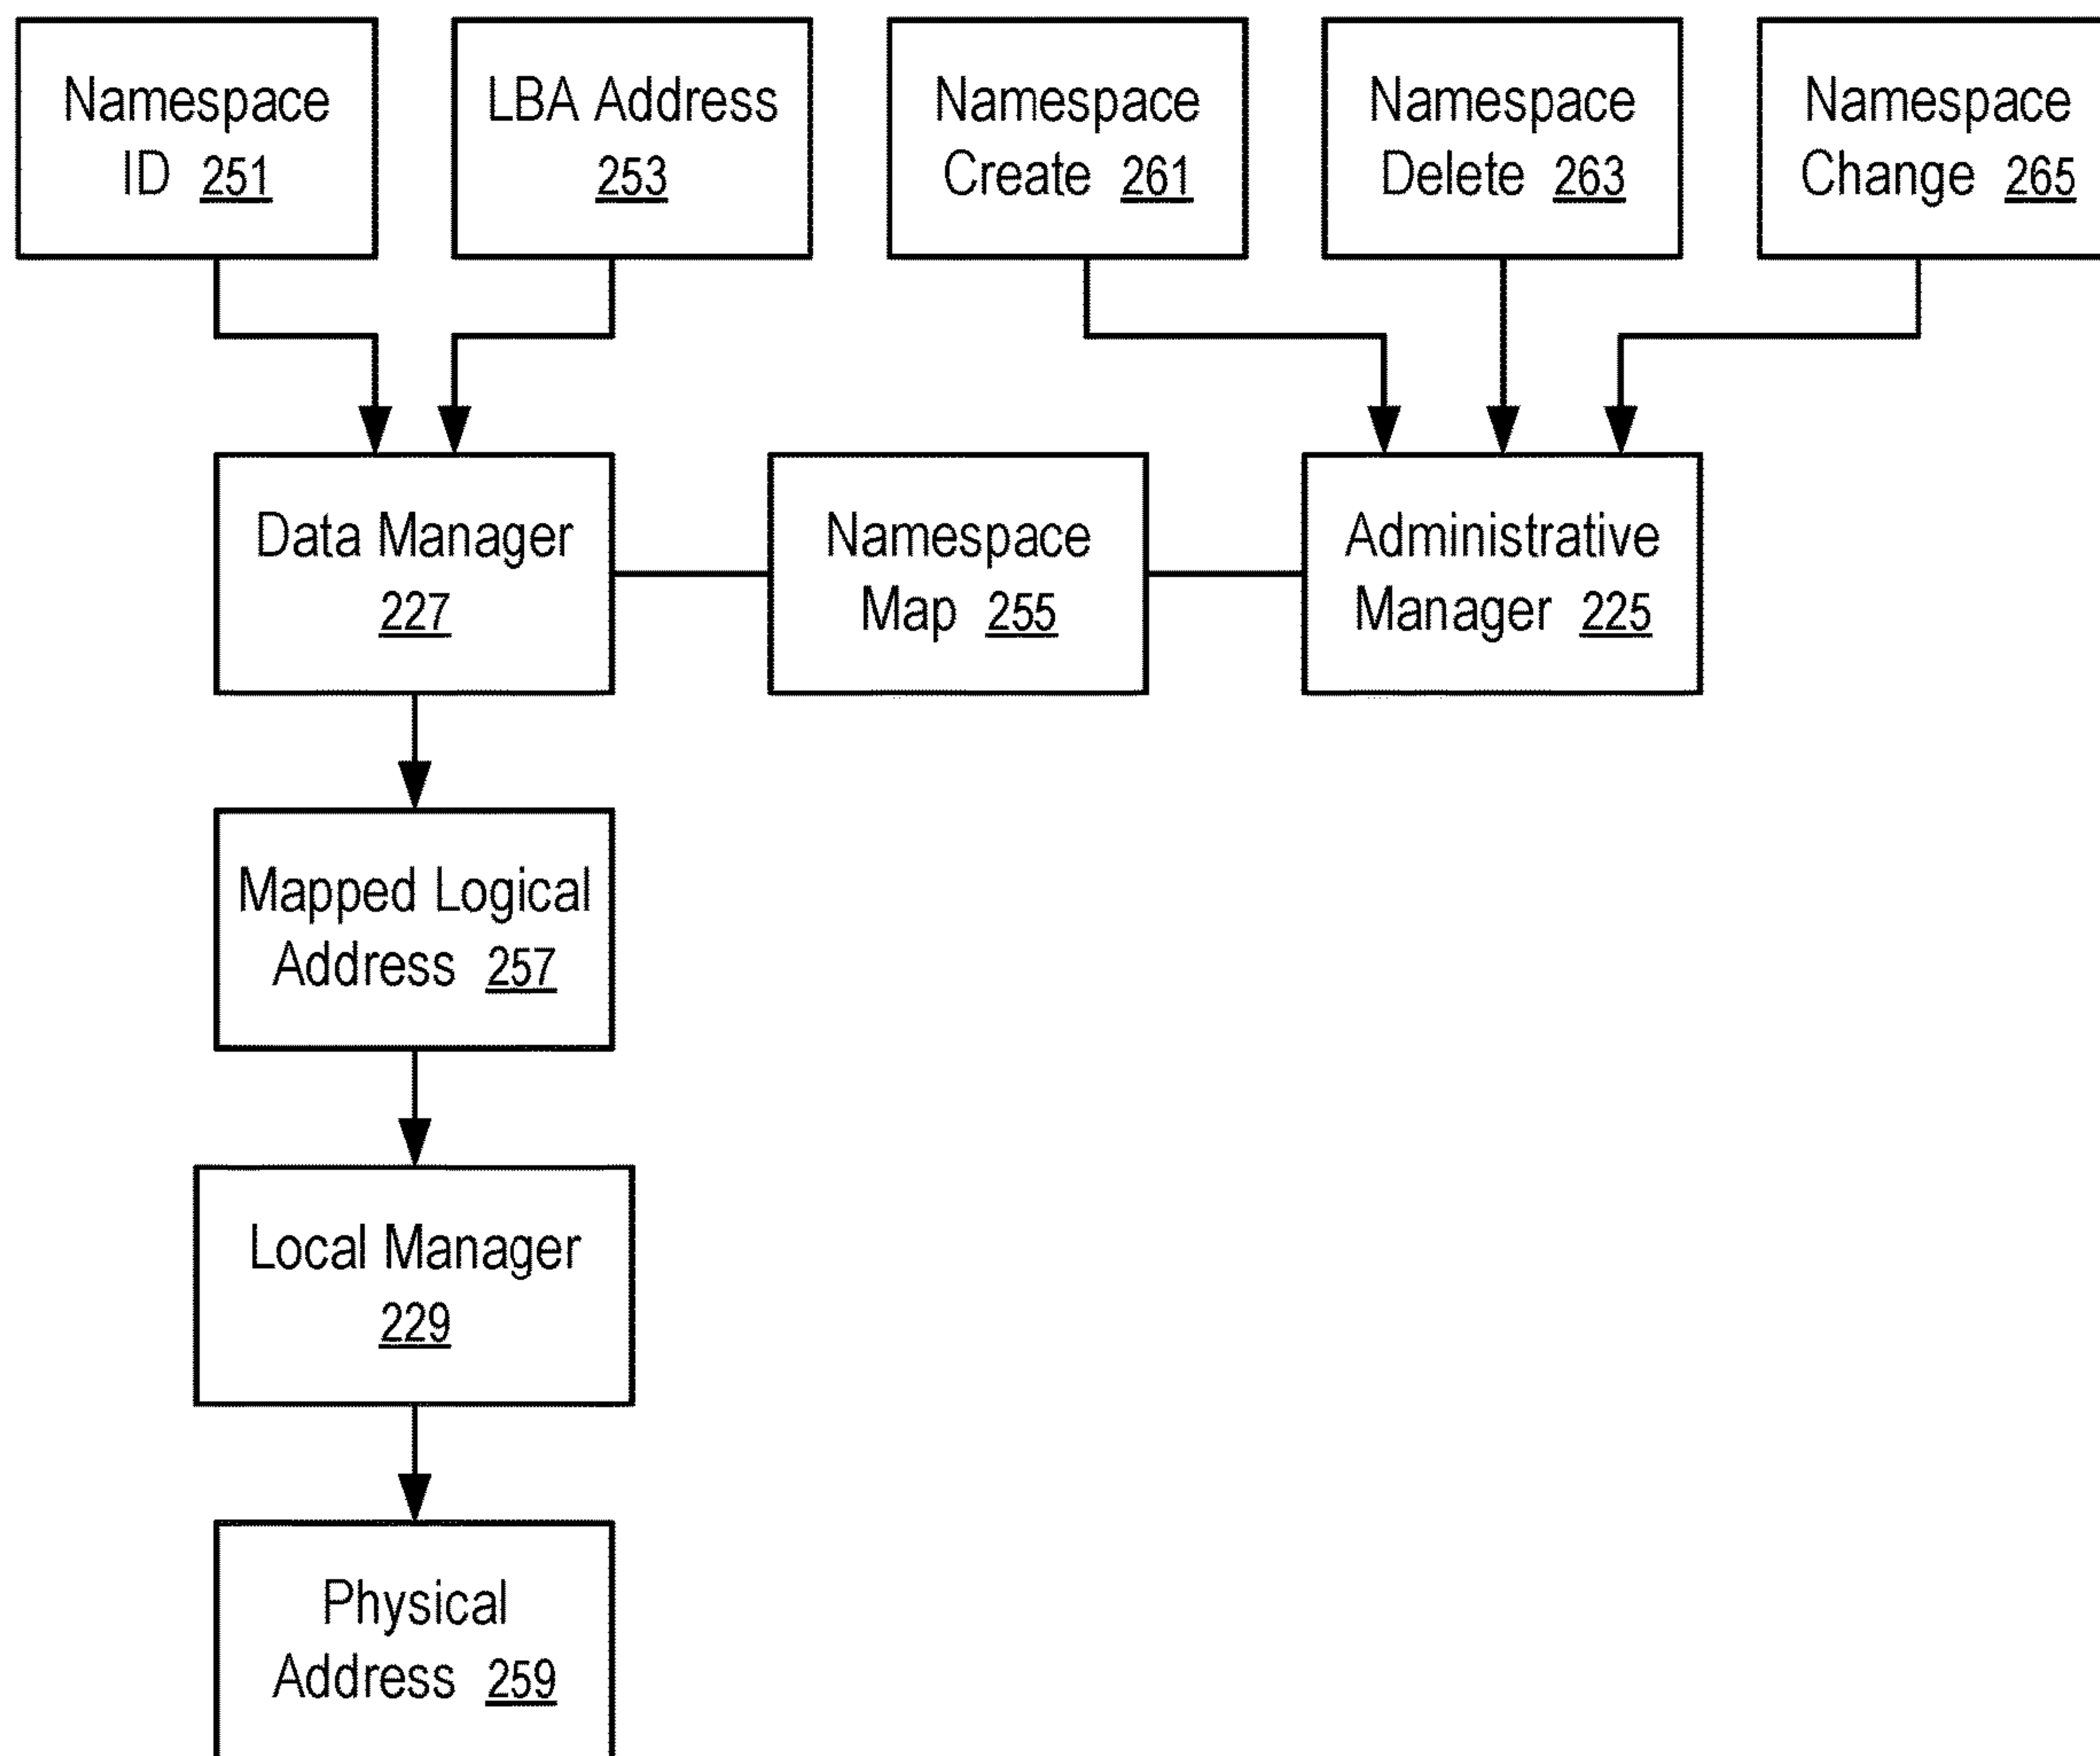 Namespace
ID 251
LBA Address
253
Namespace
Create 261
Namespace
Delete 263
Namespace
Change 265
Data Manager
227
Namespace
Map 255
Administrative
Manager 225
Mapped Logical
Address 257
Local Manager
229
Physical
Address 259